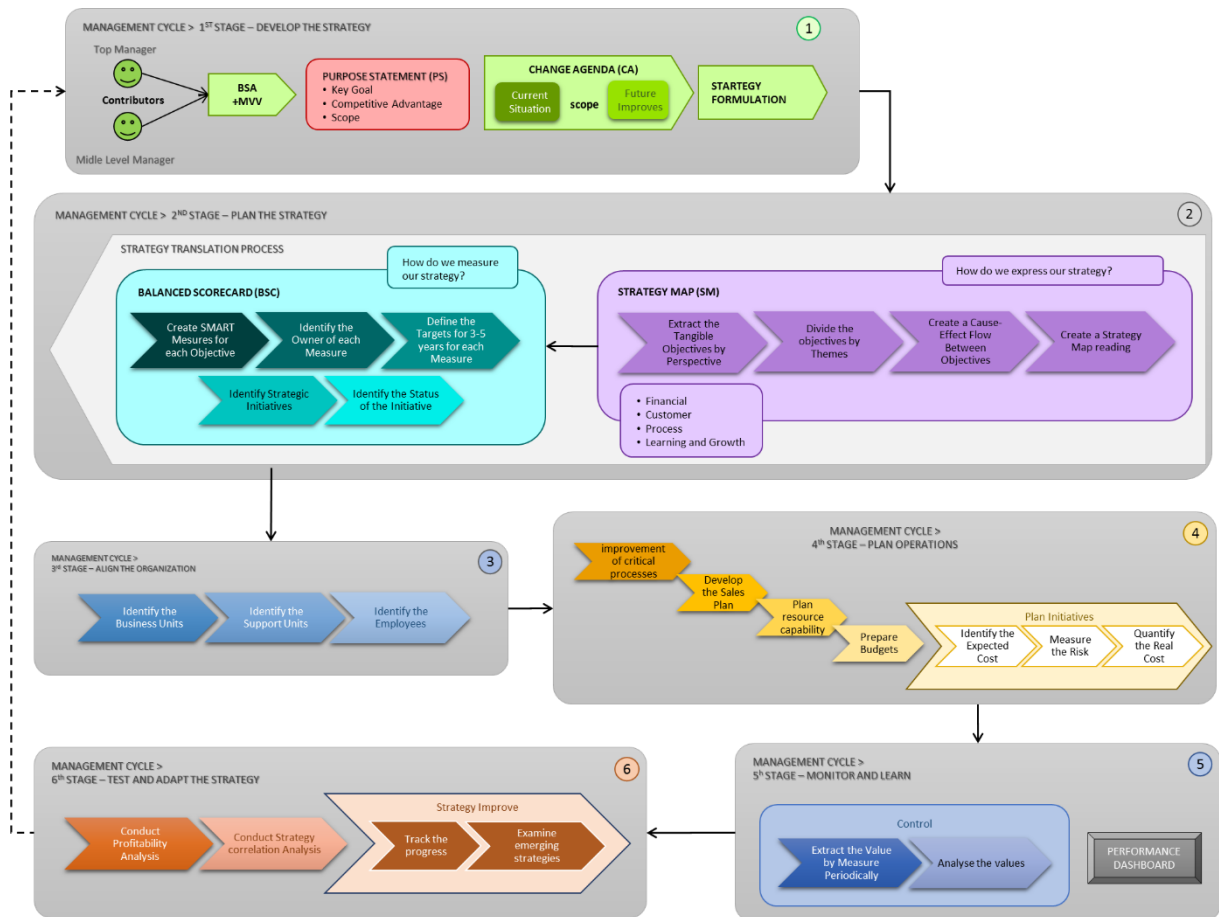 MANAGEMENT CYCLE > 1ST STAGE – DEVELOP THE STRATEGY
1
Top Manager
Contributors
Midle Level Manager
BSA
+MVV
PURPOSE STATEMENT (PS)
• Key Goal
• Competitive Advantage
• Scope
CHANGE AGENDA (CA)
Current
Situation
scope
Future
Improves
STARTEGY
FORMULATION
MANAGEMENT CYCLE > 2ND STAGE – PLAN THE STRATEGY
2
STRATEGY TRANSLATION PROCESS
How do we measure
our strategy?
BALANCED SCORECARD (BSC)
Create SMART
Mesures for
each Objective
Identify the
Owner of each
Measure
Define the
Targets for 3-5
years for each
Measure
Identify Strategic
Initiatives
Identify the Status
of the Initiative
How do we express our strategy?
STRATEGY MAP (SM)
Extract the
Tangible
Objectives by
Perspective
Divide the
objectives by
Themes
Create a Cause-
Effect Flow
Between
Objectives
Create a Strategy
Map reading
• Financial
• Customer
• Process
• Learning and Growth
MANAGEMENT CYCLE >
3rd STAGE – ALIGN THE ORGANIZATION
3
Identify the
Business Units
Identify the
Support Units
Identify the
Employees
MANAGEMENT CYCLE >
4th STAGE – PLAN OPERATIONS
4
improvement
of critical
processes
Develop
the Sales
Plan
Plan
resource
capability
Prepare
Budgets
Plan Initiatives
Identify the
Expected
Cost
Measure
the Risk
Quantify
the Real
Cost
MANAGEMENT CYCLE >
6th STAGE – TEST AND ADAPT THE STRATEGY
6
Conduct
Profitability
Analysis
Conduct Strategy
correlation Analysis
Strategy Improve
Track the
progress
Examine
emerging
strategies
MANAGEMENT CYCLE >
5h STAGE – MONITOR AND LEARN
5
Control
Extract the Value
by Measure
Periodically
Analyse the values
PERFORMANCE
DASHBOARD